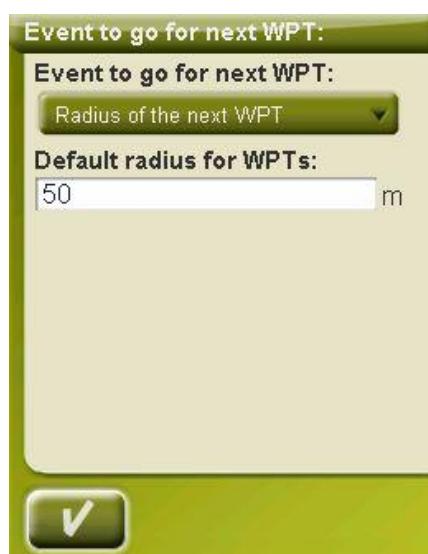 Event to go for next WPT:
Event to go for next WPT:
Radius of the next WPT
Default radius for WPTs:
50 m